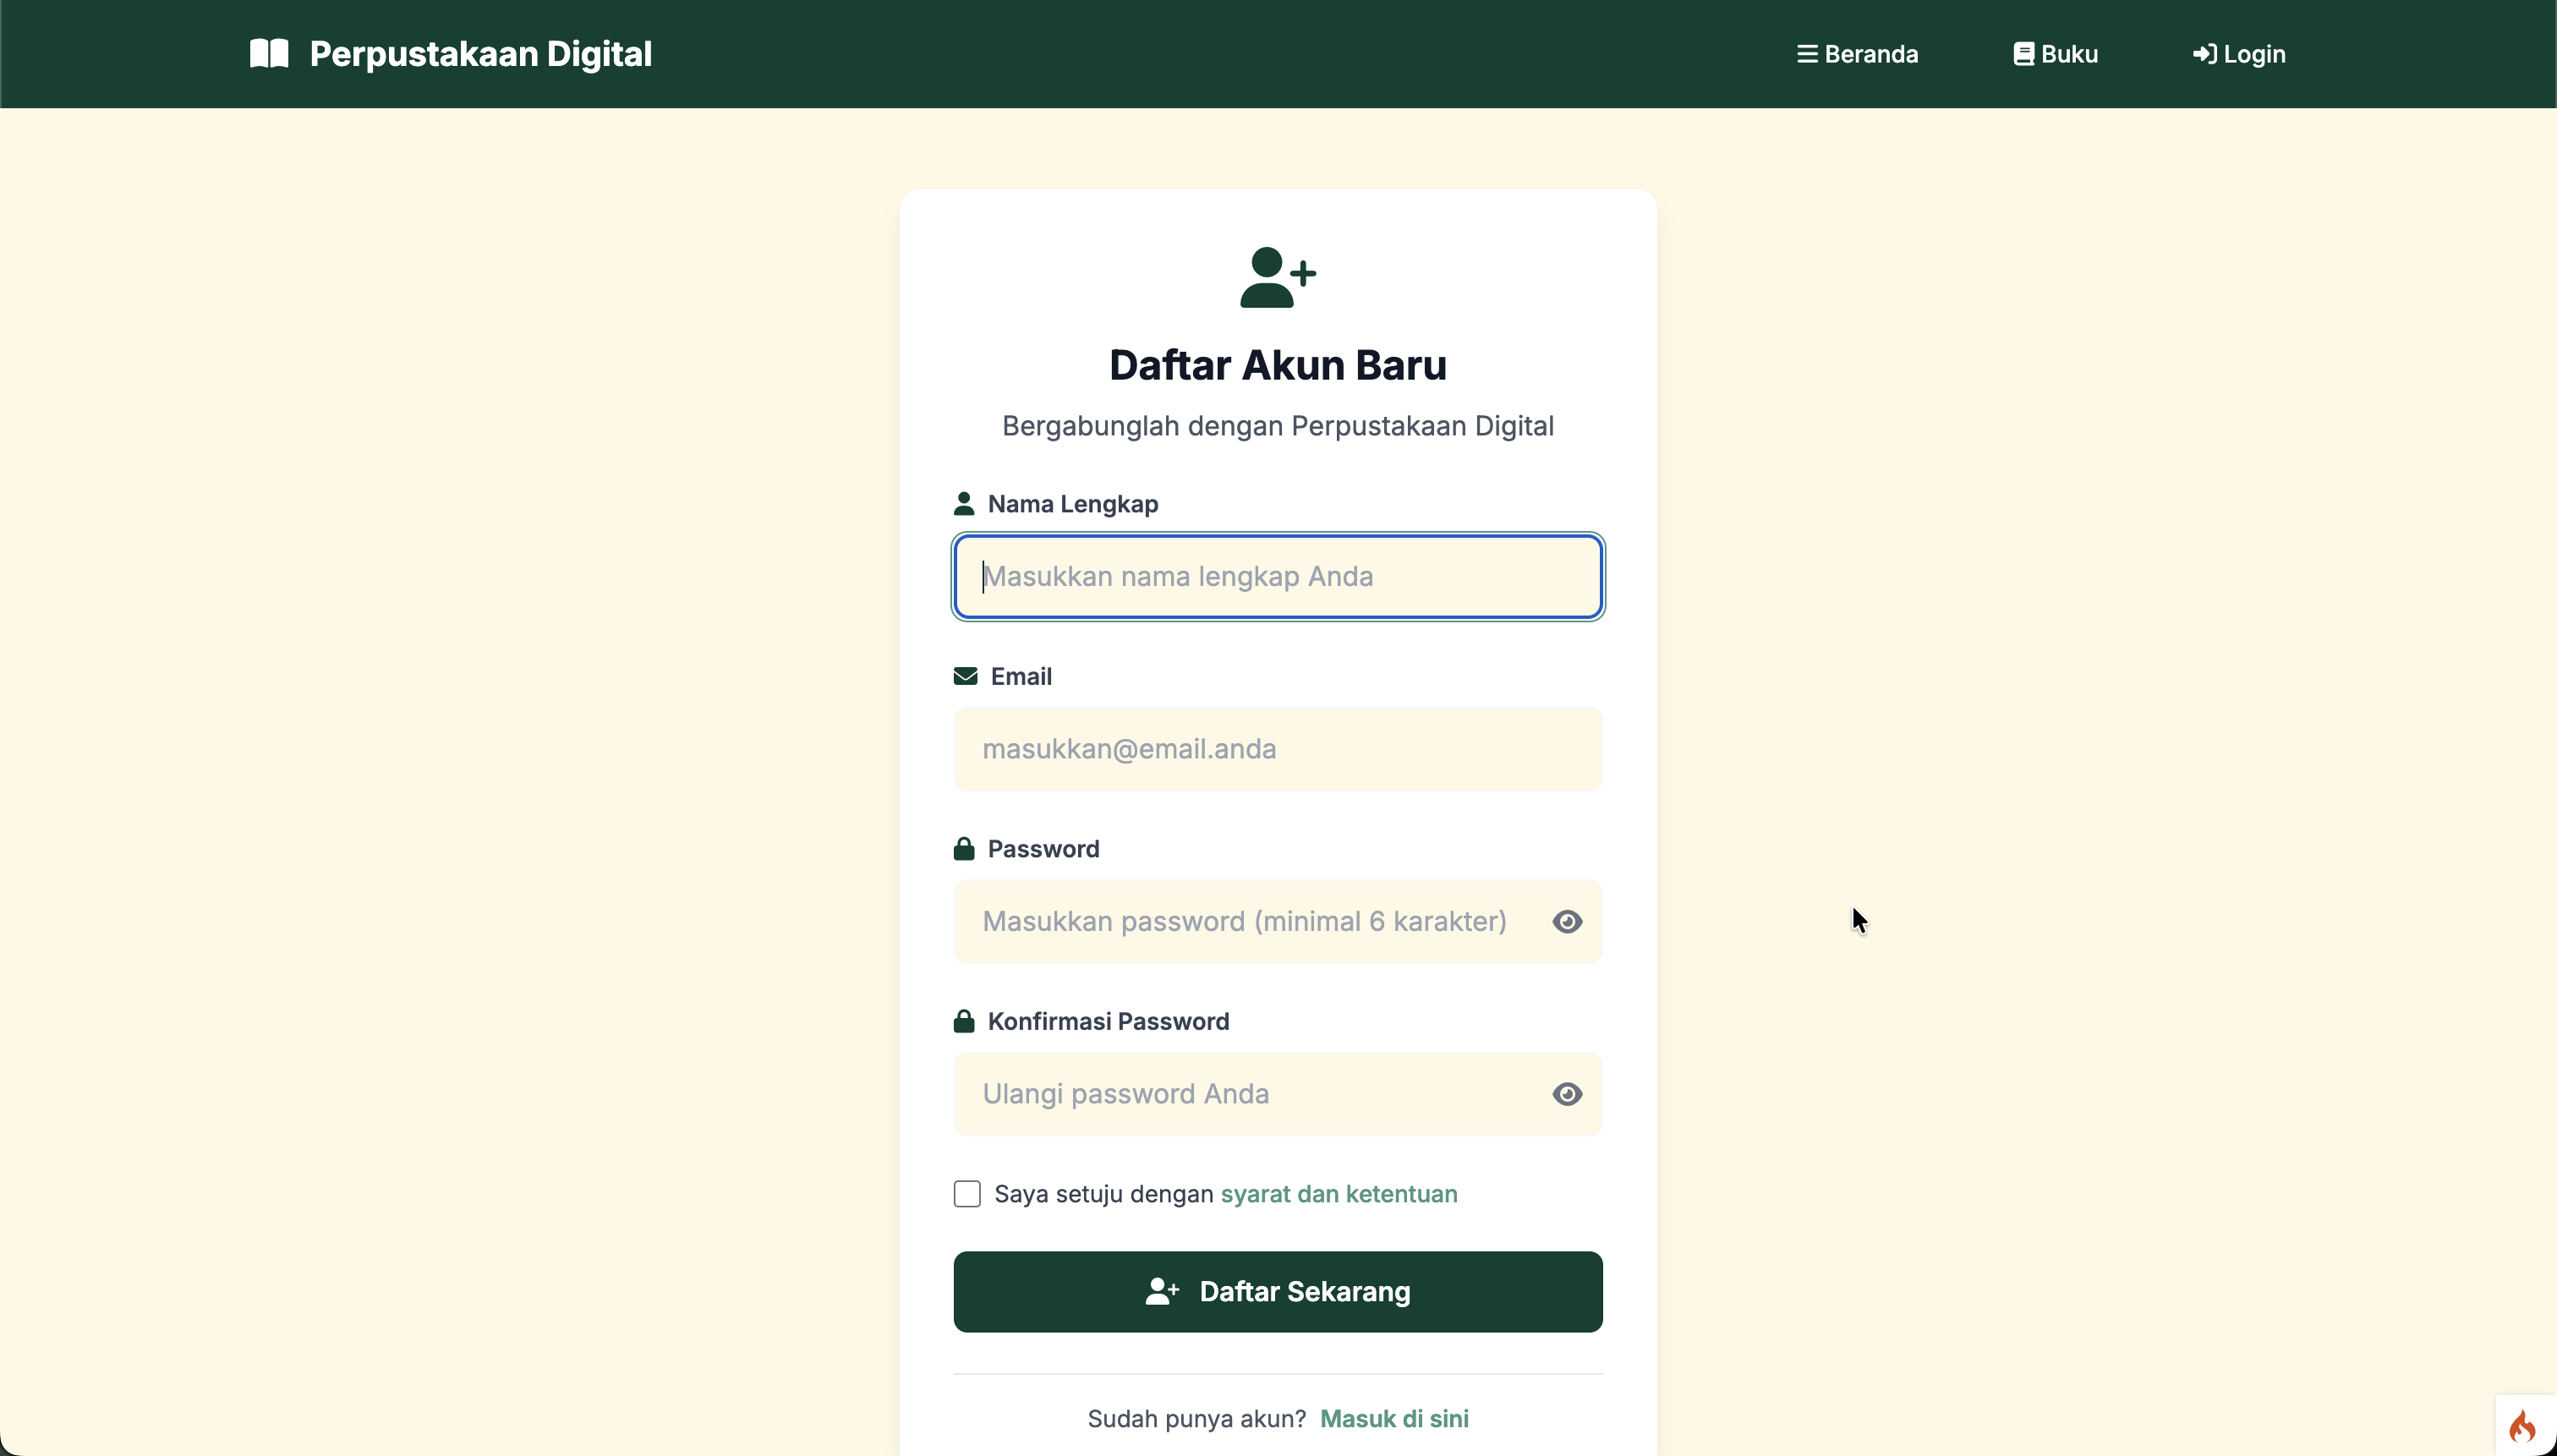 Perpustakaan Digital
Beranda
Buku
Login
Daftar Akun Baru
Bergabunglah dengan Perpustakaan Digital
Nama Lengkap
Masukkan nama lengkap Anda
Email
masukkan@email.anda
Password
Masukkan password (minimal 6 karakter)
Konfirmasi Password
Ulangi password Anda
Saya setuju dengan syarat dan ketentuan
Daftar Sekarang
Sudah punya akun? Masuk di sini